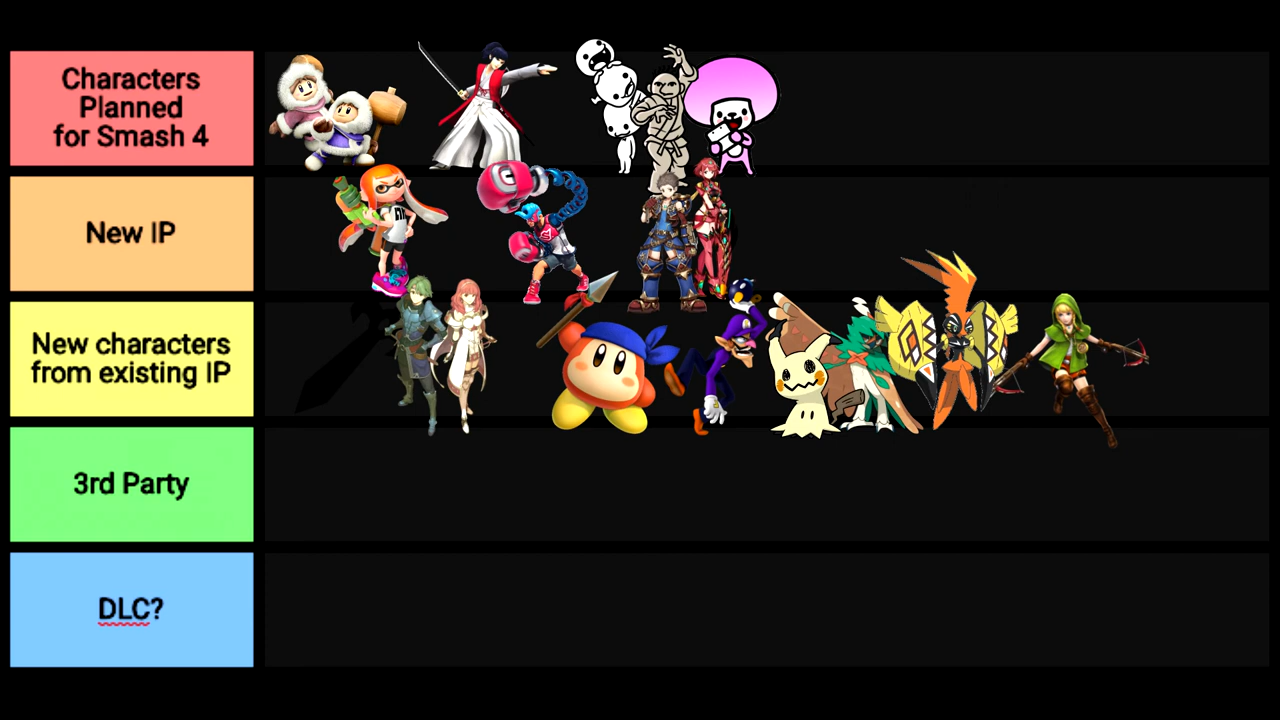 Characters
Planned
for Smash 4
New IP
New characters
from existing IP
3rd Party
DLC?